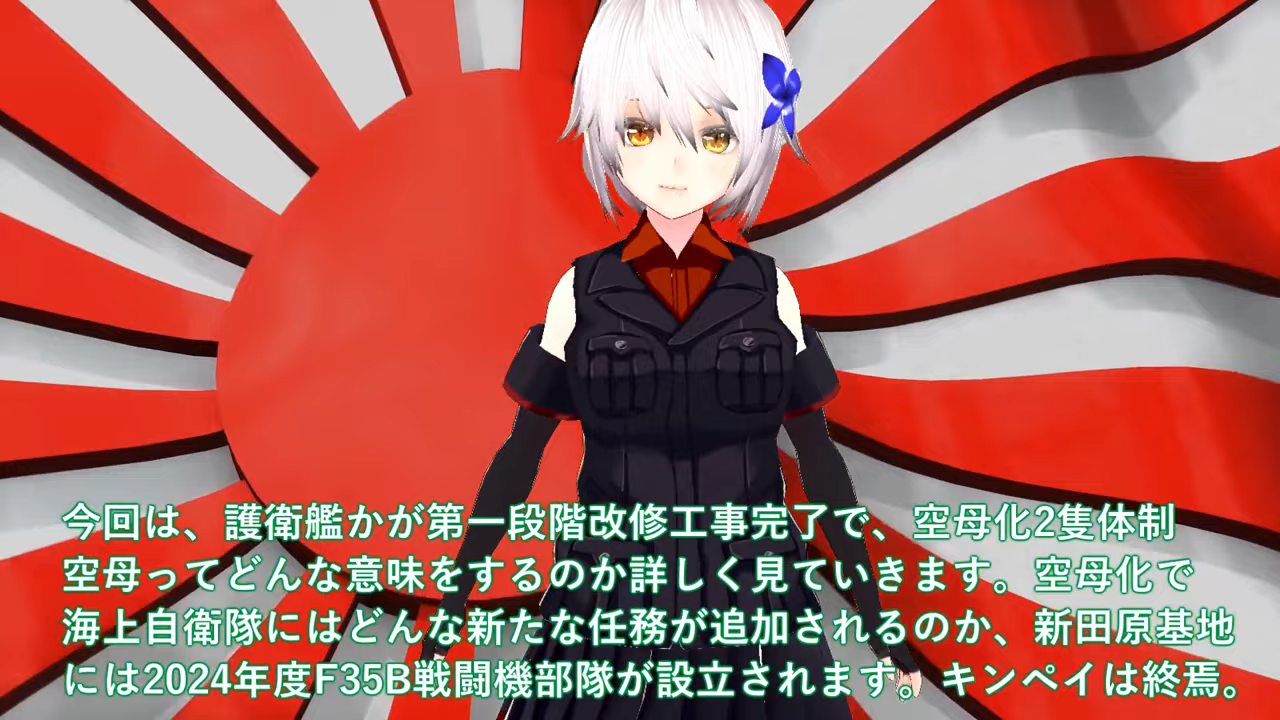 今回は、護衛艦かが第一段階改修工事完了で、空母化2隻体制
空母ってどんな意味をするのか詳しく見ていきます。空母化で
海上自衛隊にはどんな新たな任務が追加されるのか、新田原基地
には2024年度F35B戦闘機部隊が設立されます。キンペイは終焉。